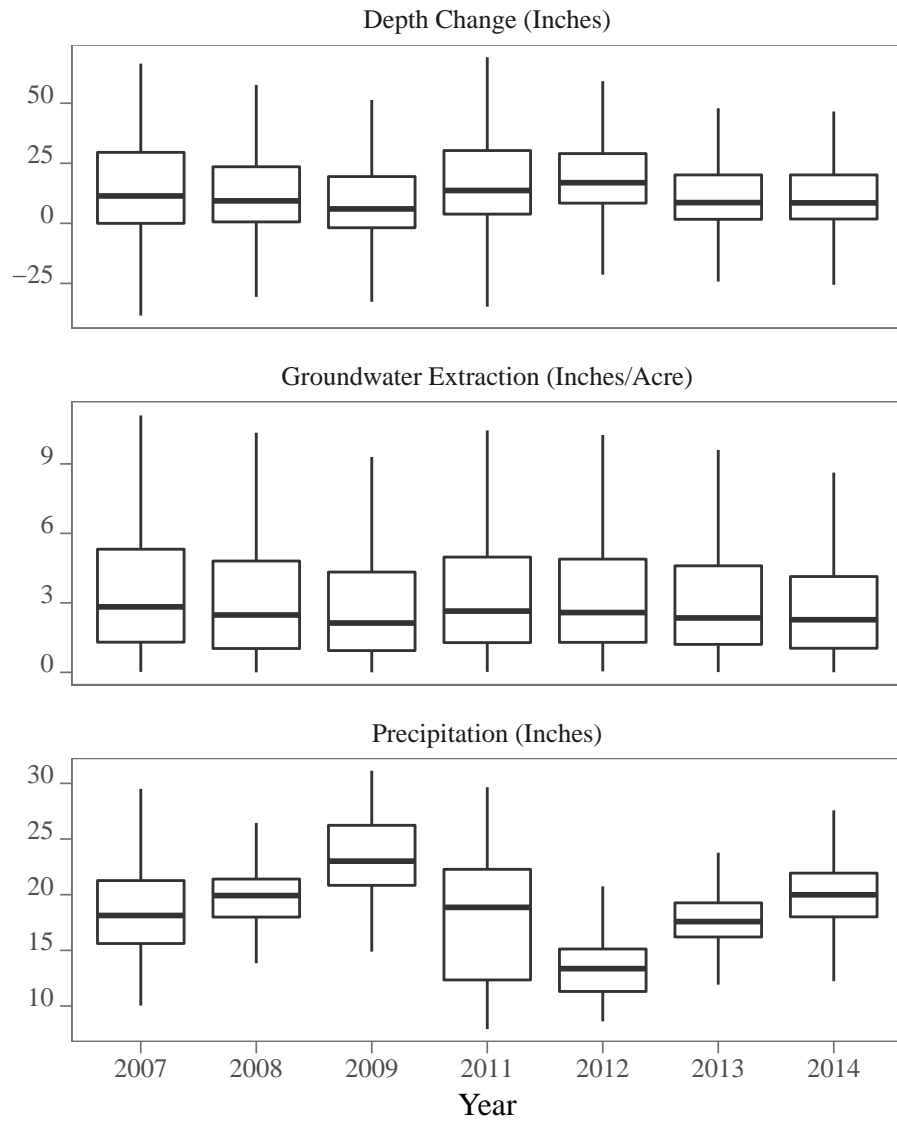 Depth Change (Inches)
50
25
0
−25
Groundwater Extraction (Inches/Acre)
9
6
3
0
Precipitation (Inches)
30
25
20
15
10
2007 2008 2009 2011 2012 2013 2014
Year